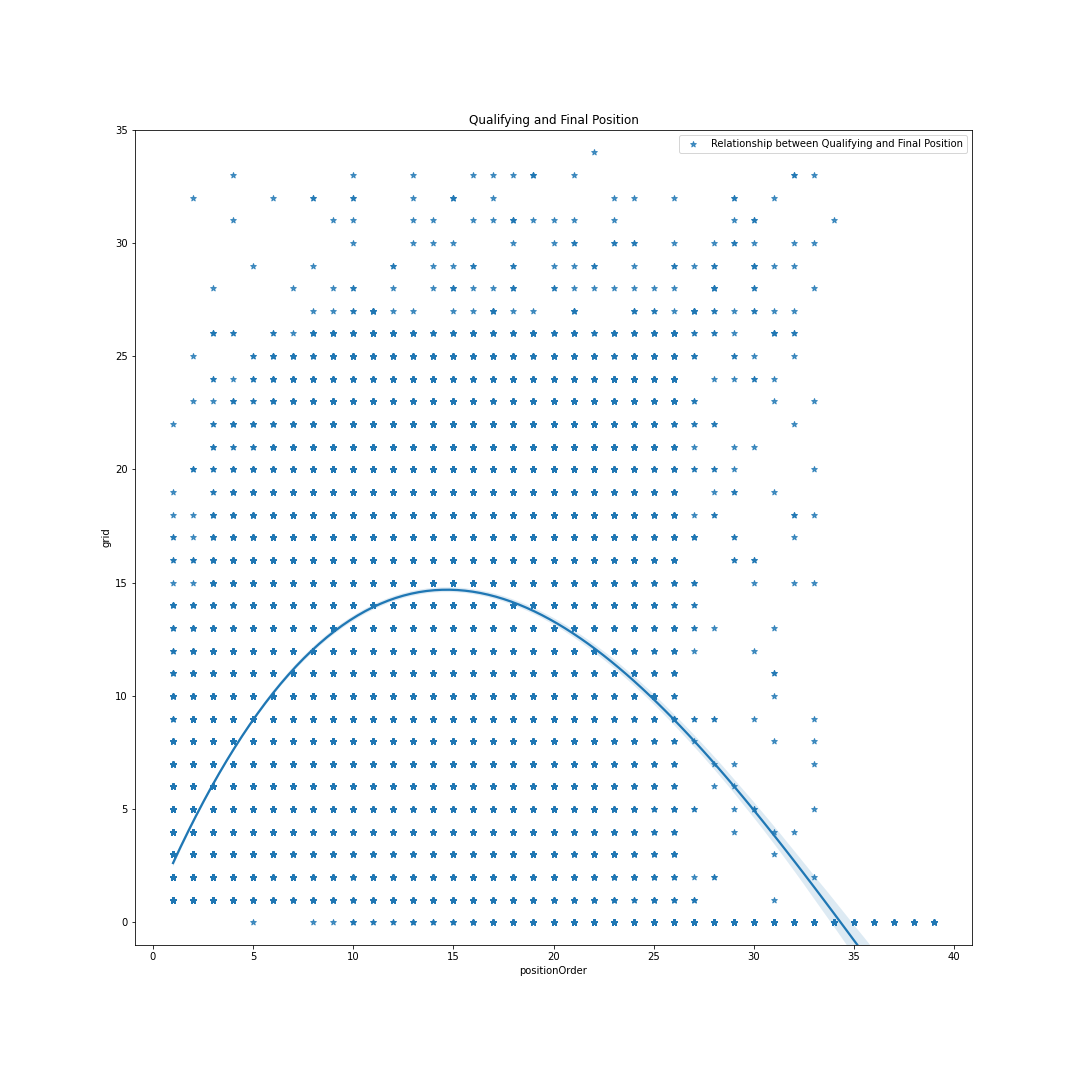 Qualifying and Final Position
Relationship between Qualifying and Final Position
35
30
25
20
15
10
5
0
grid
0 5 10 15 20 25 30 35 40
positionOrder